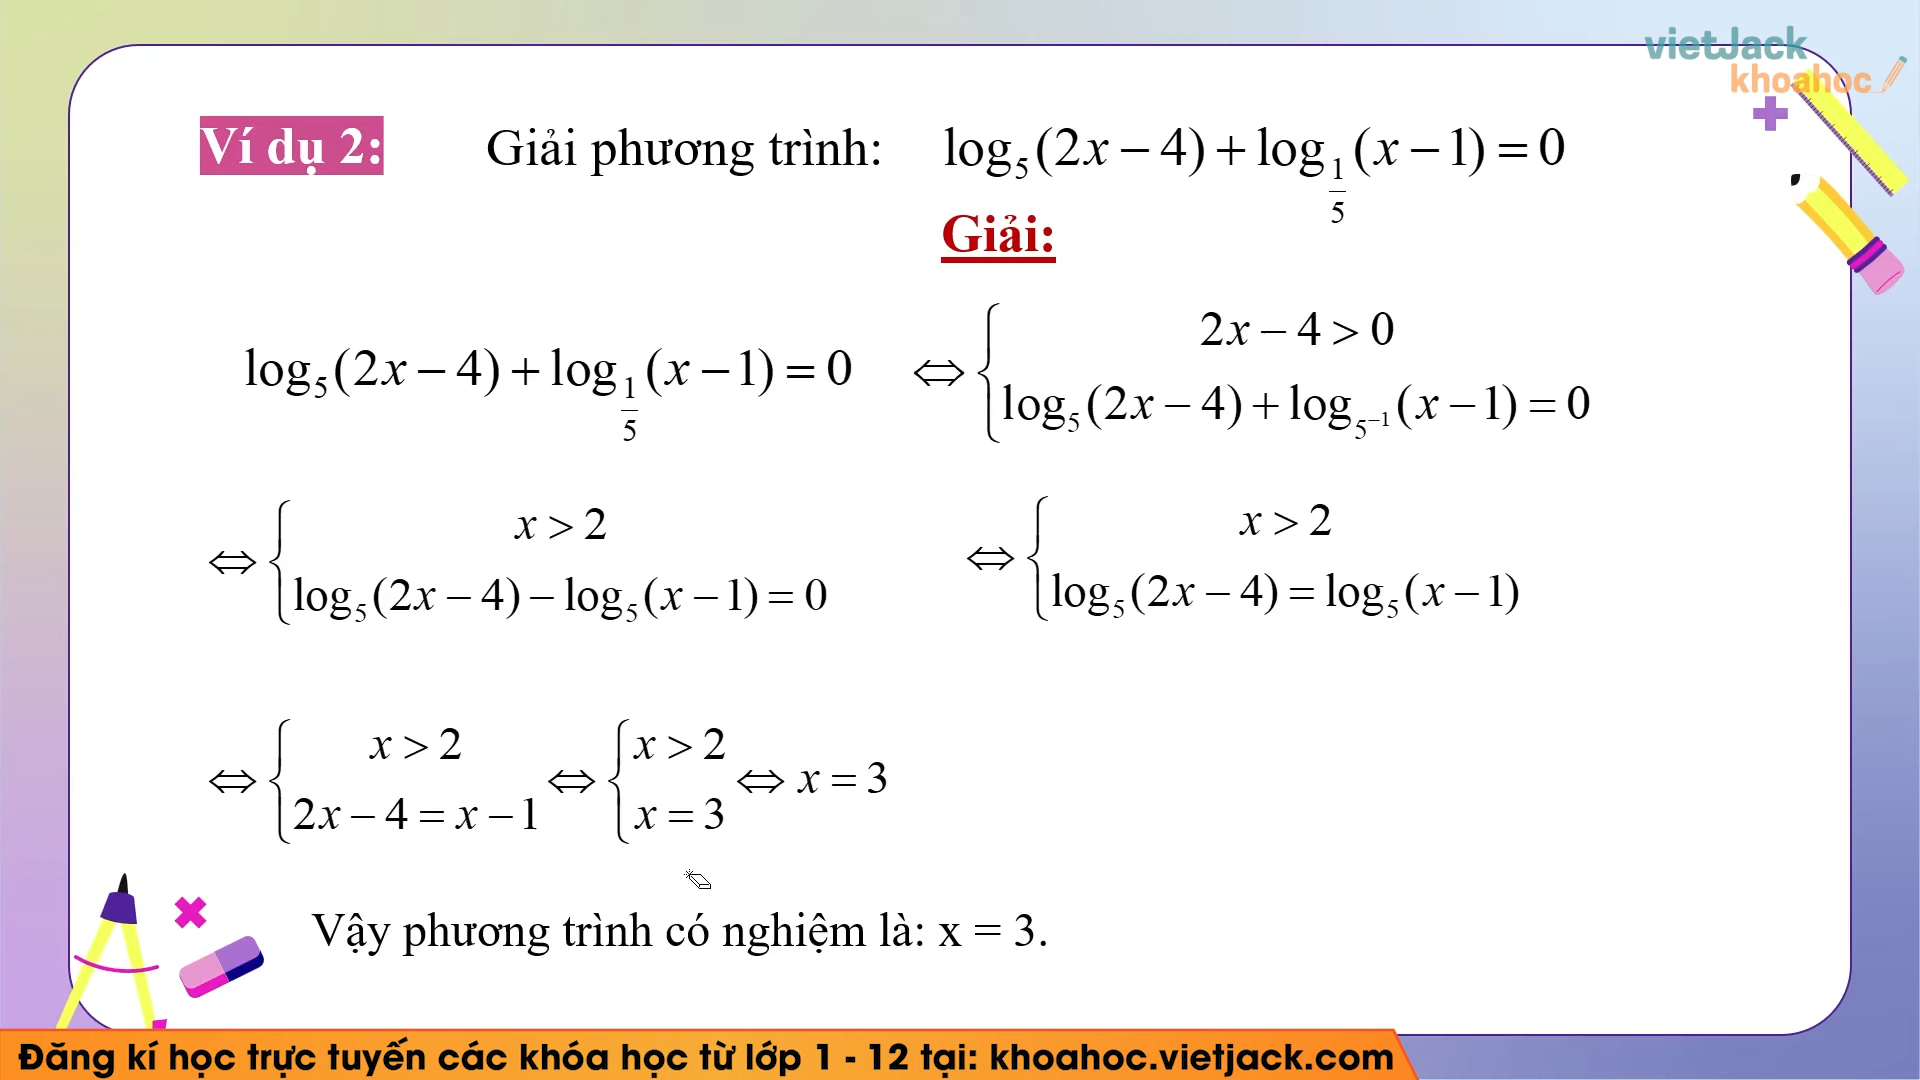 vietJack
khoahoc
Ví dụ 2: Giải phương trình: log₅(2x − 4) + log_{1/5}(x − 1) = 0
Giải:
log₅(2x − 4) + log_{1/5}(x − 1) = 0 ⇔ { 2x − 4 > 0
log₅(2x − 4) + log_{5⁻¹}(x − 1) = 0
⇔ { x > 2
log₅(2x − 4) − log₅(x − 1) = 0
⇔ { x > 2
log₅(2x − 4) = log₅(x − 1)
⇔ { x > 2
2x − 4 = x − 1
⇔ { x > 2
x = 3
⇔ x = 3
Vậy phương trình có nghiệm là: x = 3.
Đăng kí học trực tuyến các khóa học từ lớp 1 - 12 tại: khoahoc.vietjack.com